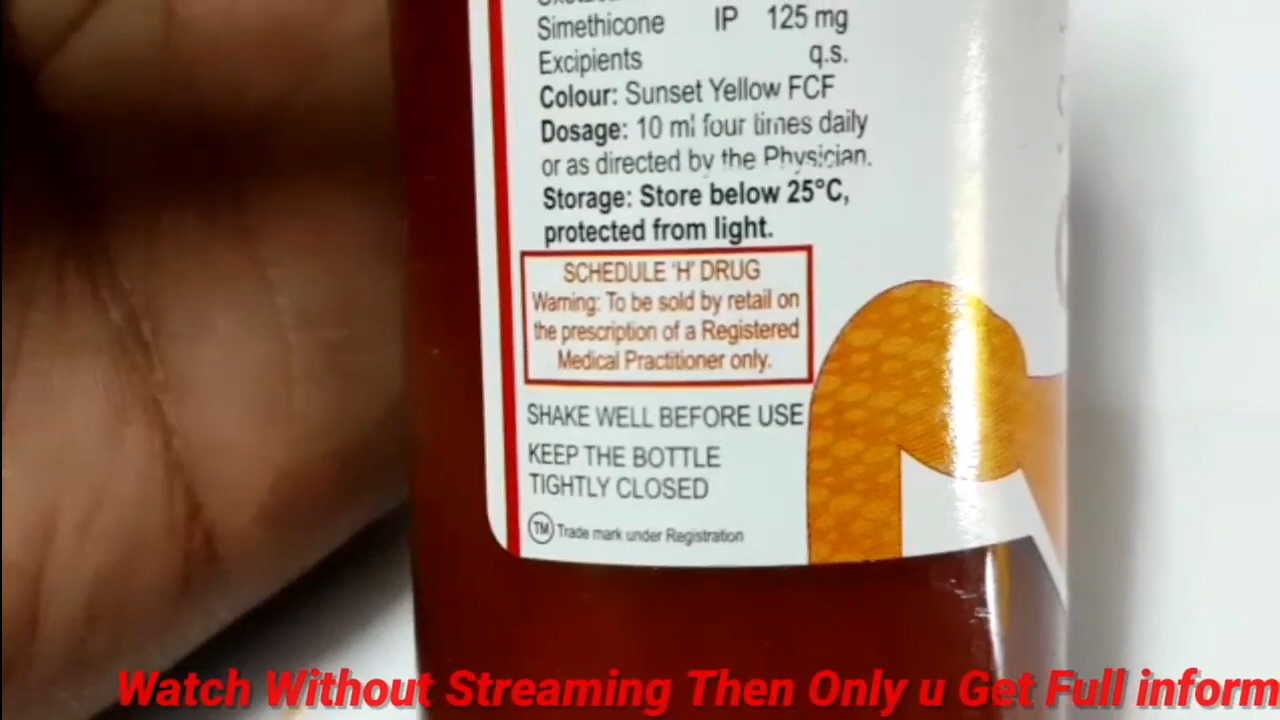 Simethicone IP 125 mg
Excipients q.s.
Colour: Sunset Yellow FCF
Dosage: 10 ml four times daily
or as directed by the Physician.
Storage: Store below 25°C,
protected from light.
SCHEDULE 'H' DRUG
Warning: To be sold by retail on
the prescription of a Registered
Medical Practitioner only.
SHAKE WELL BEFORE USE
KEEP THE BOTTLE
TIGHTLY CLOSED
TM Trade mark under Registration
Watch Without Streaming Then Only u Get Full inform